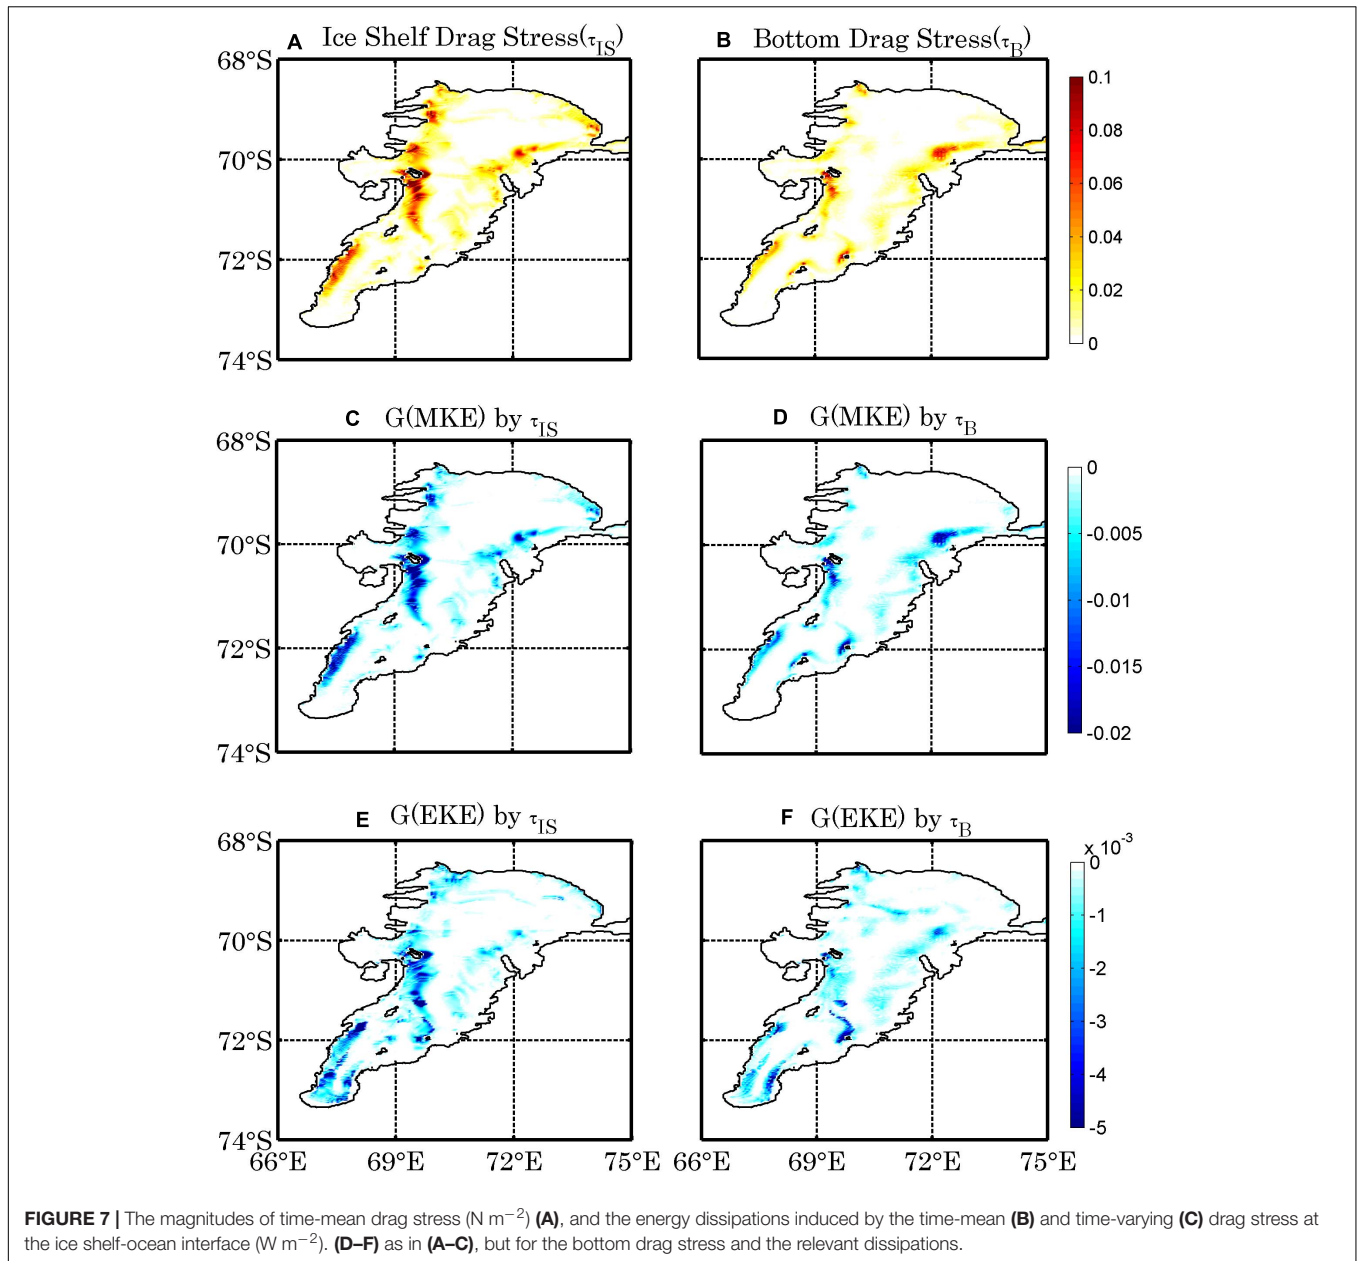 A Ice Shelf Drag Stress(τIS)
B Bottom Drag Stress(τB)
68°S
70°S
72°S
74°S
0.1
0.08
0.06
0.04
0.02
0
C G(MKE) by τIS
D G(MKE) by τB
68°S
70°S
72°S
74°S
0
-0.005
-0.01
-0.015
-0.02
E G(EKE) by τIS
F G(EKE) by τB
68°S
70°S
72°S
74°S
x 10-3
0
-1
-2
-3
-4
-5
66°E 69°E 72°E 75°E 66°E 69°E 72°E 75°E
FIGURE 7 | The magnitudes of time-mean drag stress (N m−2) (A), and the energy dissipations induced by the time-mean (B) and time-varying (C) drag stress at
the ice shelf-ocean interface (W m−2). (D–F) as in (A–C), but for the bottom drag stress and the relevant dissipations.